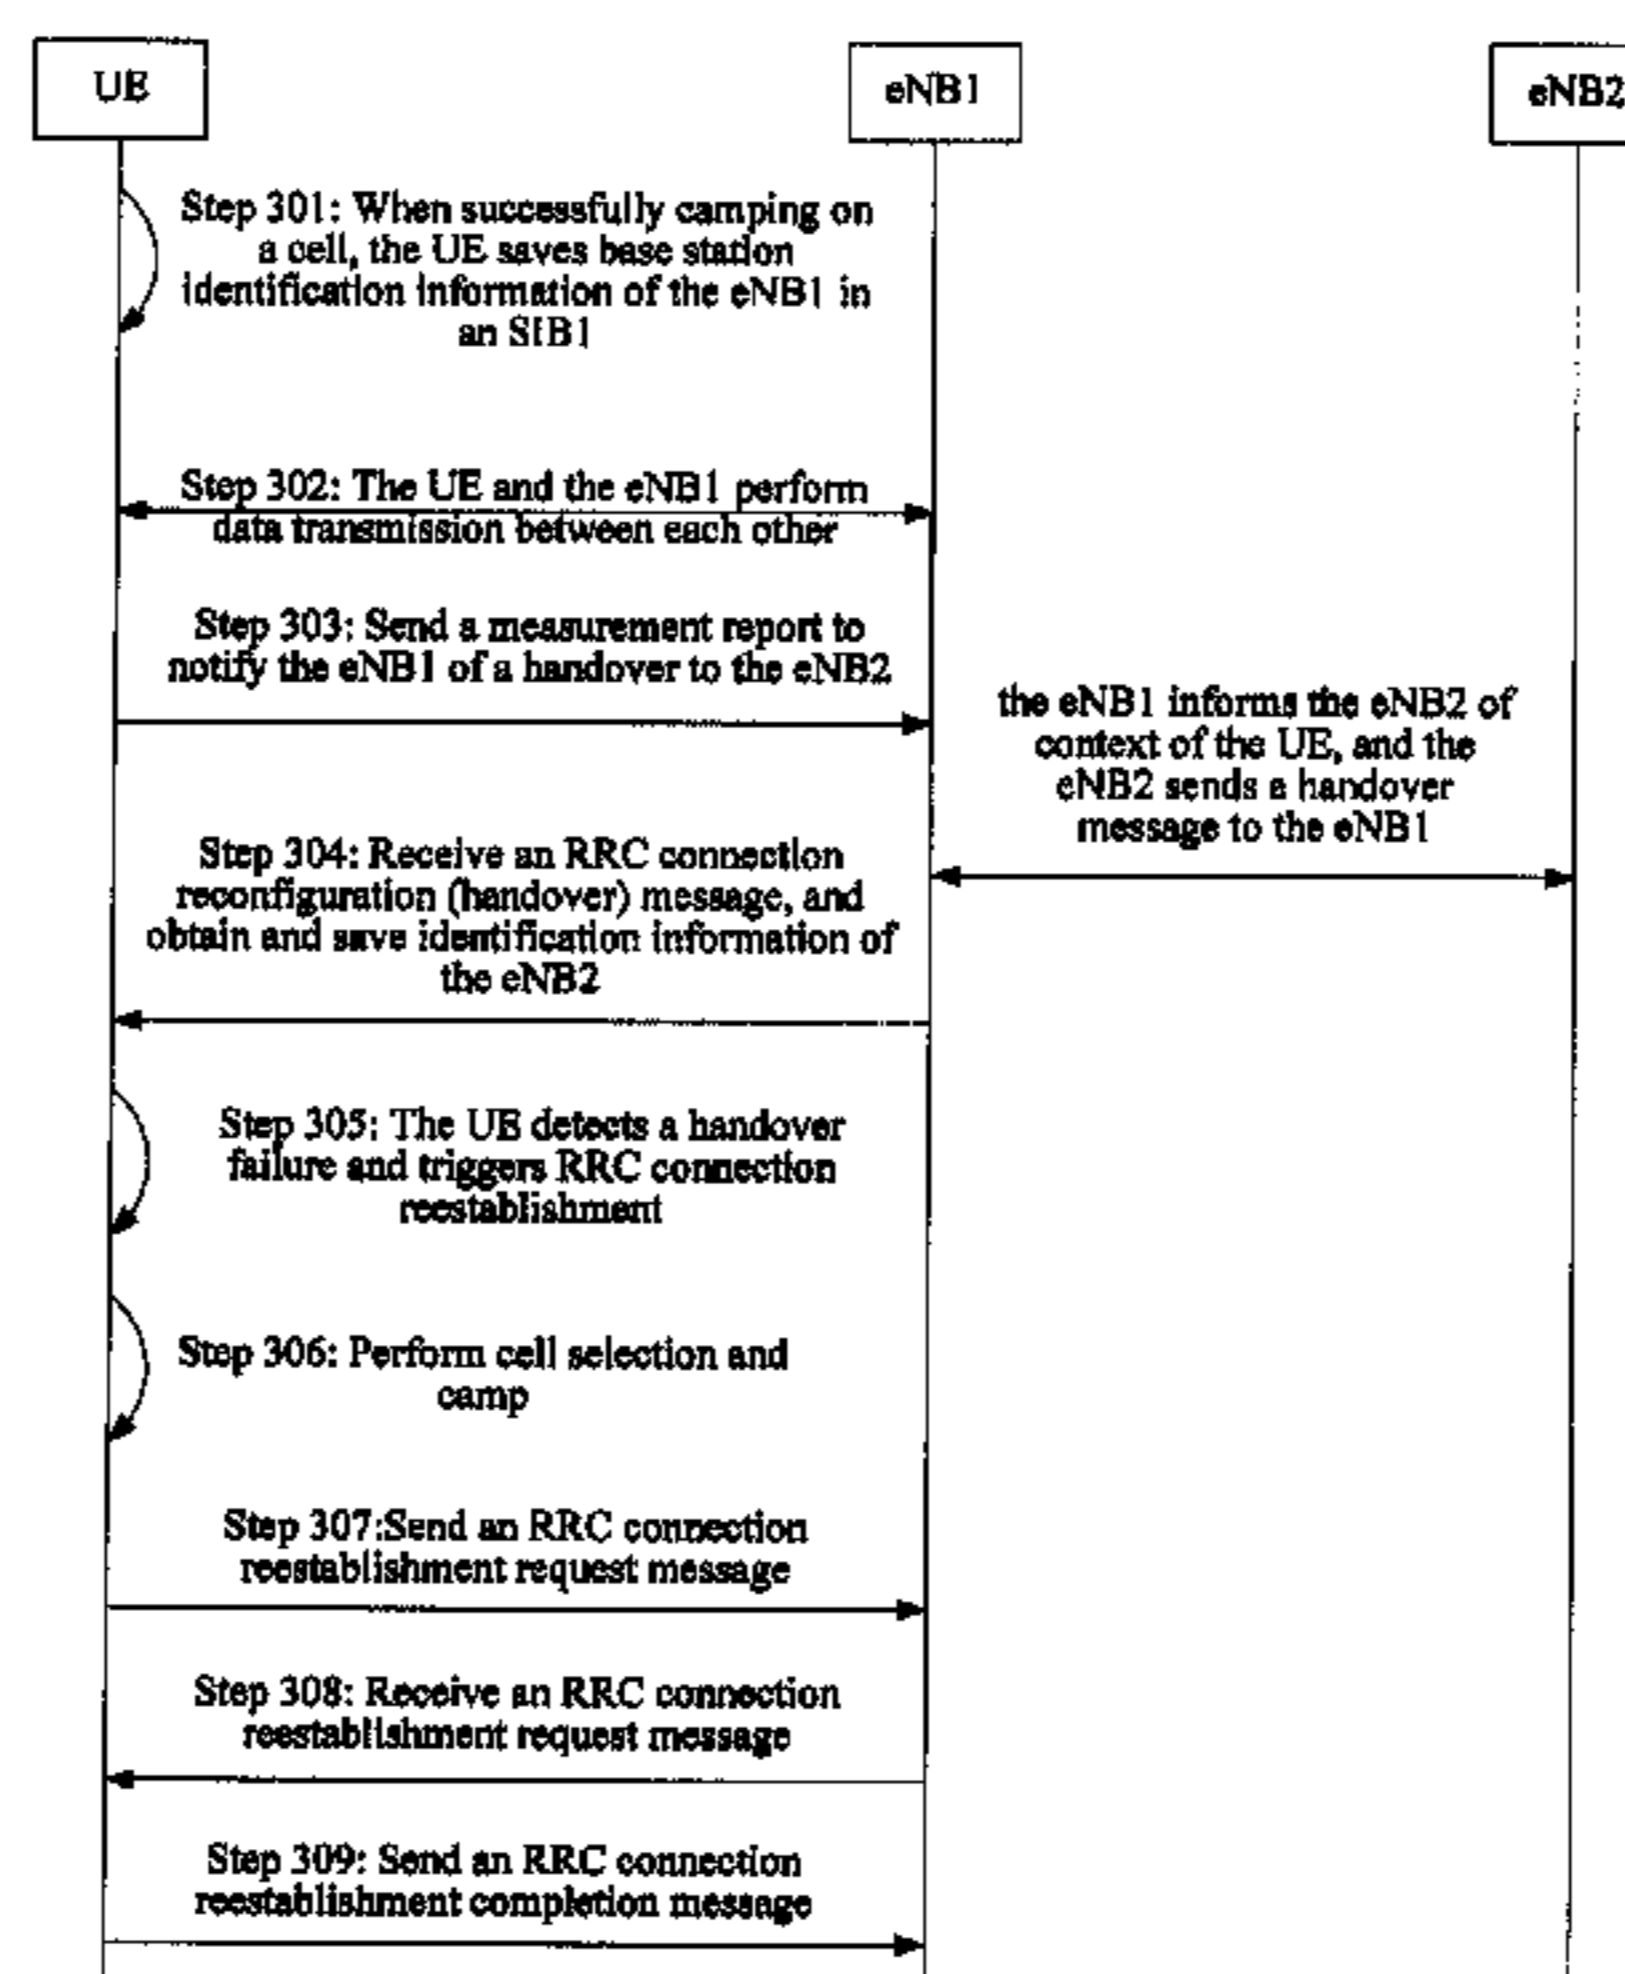 UE
eNB1
eNB2
Step 301: When successfully camping on
a cell, the UE saves base station
identification information of the eNB1 in
an SIB1
Step 302: The UE and the eNB1 perform
data transmission between each other
Step 303: Send a measurement report to
notify the eNB1 of a handover to the eNB2
the eNB1 informs the eNB2 of
context of the UE, and the
eNB2 sends a handover
message to the eNB1
Step 304: Receive an RRC connection
reconfiguration (handover) message, and
obtain and save identification information of
the eNB2
Step 305: The UE detects a handover
failure and triggers RRC connection
reestablishment
Step 306: Perform cell selection and
camp
Step 307:Send an RRC connection
reestablishment request message
Step 308: Receive an RRC connection
reestablishment request message
Step 309: Send an RRC connection
reestablishment completion message